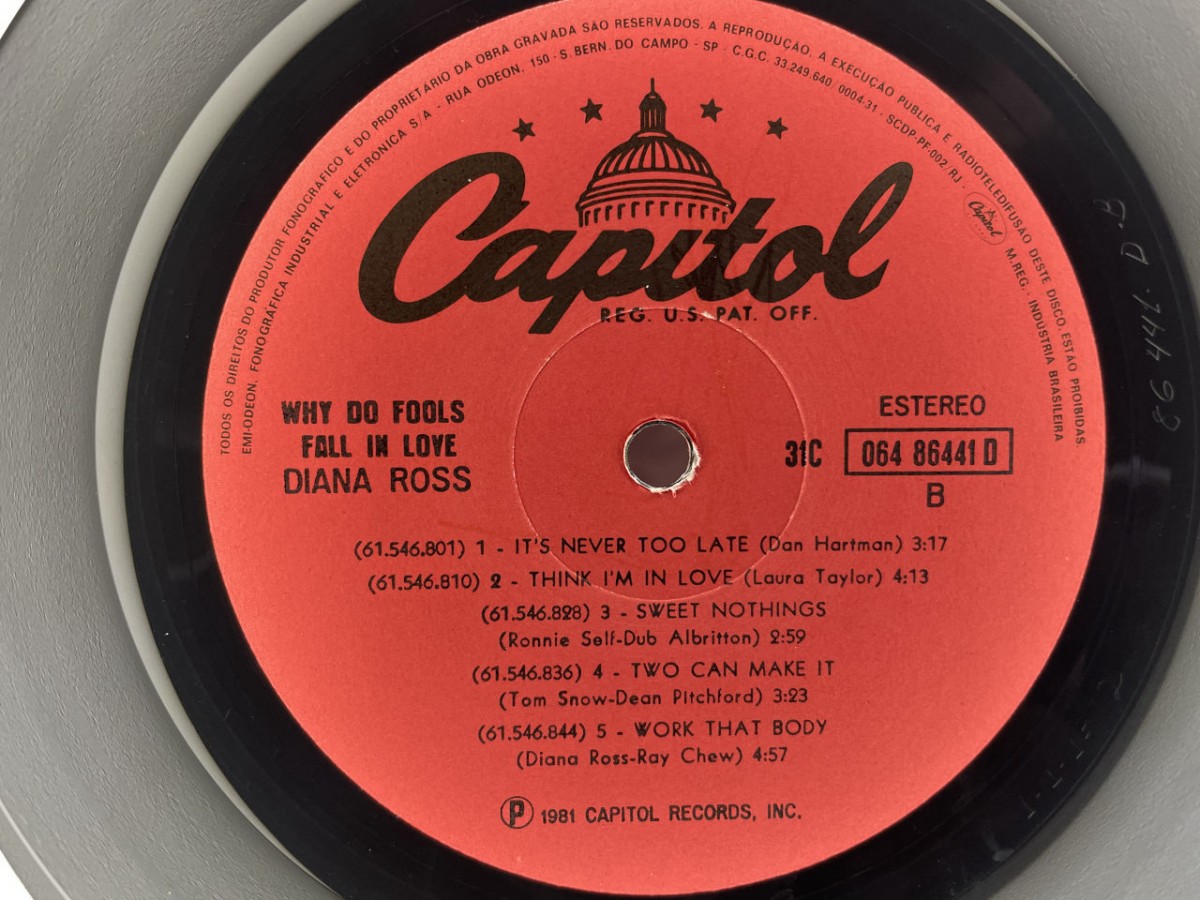 TODOS OS DIREITOS DO PRODUTOR FONOGRÁFICO E DO PROPRIETÁRIO DA OBRA GRAVADA SÃO RESERVADOS. A REPRODUÇÃO, A EXECUÇÃO PUBLICA E RADIOTELEDIFUSÃO DESTE DISCO, ESTÃO PROIBIDAS.
EMI-ODEON, FONOGRÁFICA INDUSTRIAL E ELETRONICA S/A - RUA ODEON, 150 - S. BERN. DO CAMPO - SP - C.G.C. 33.249.640/0004-31 - SCDP-PF-002/RJ - Capitol M.REG. - INDUSTRIA BRASILEIRA
Capitol
REG. U.S. PAT. OFF.
WHY DO FOOLS
FALL IN LOVE
DIANA ROSS
ESTEREO
31C 064 86441 D
B
(61.546.801) 1 - IT'S NEVER TOO LATE (Dan Hartman) 3:17
(61.546.810) 2 - THINK I'M IN LOVE (Laura Taylor) 4:13
(61.546.828) 3 - SWEET NOTHINGS
(Ronnie Self-Dub Albritton) 2:59
(61.546.836) 4 - TWO CAN MAKE IT
(Tom Snow-Dean Pitchford) 3:23
(61.546.844) 5 - WORK THAT BODY
(Diana Ross-Ray Chew) 4:57
Ⓟ 1981 CAPITOL RECORDS, INC.